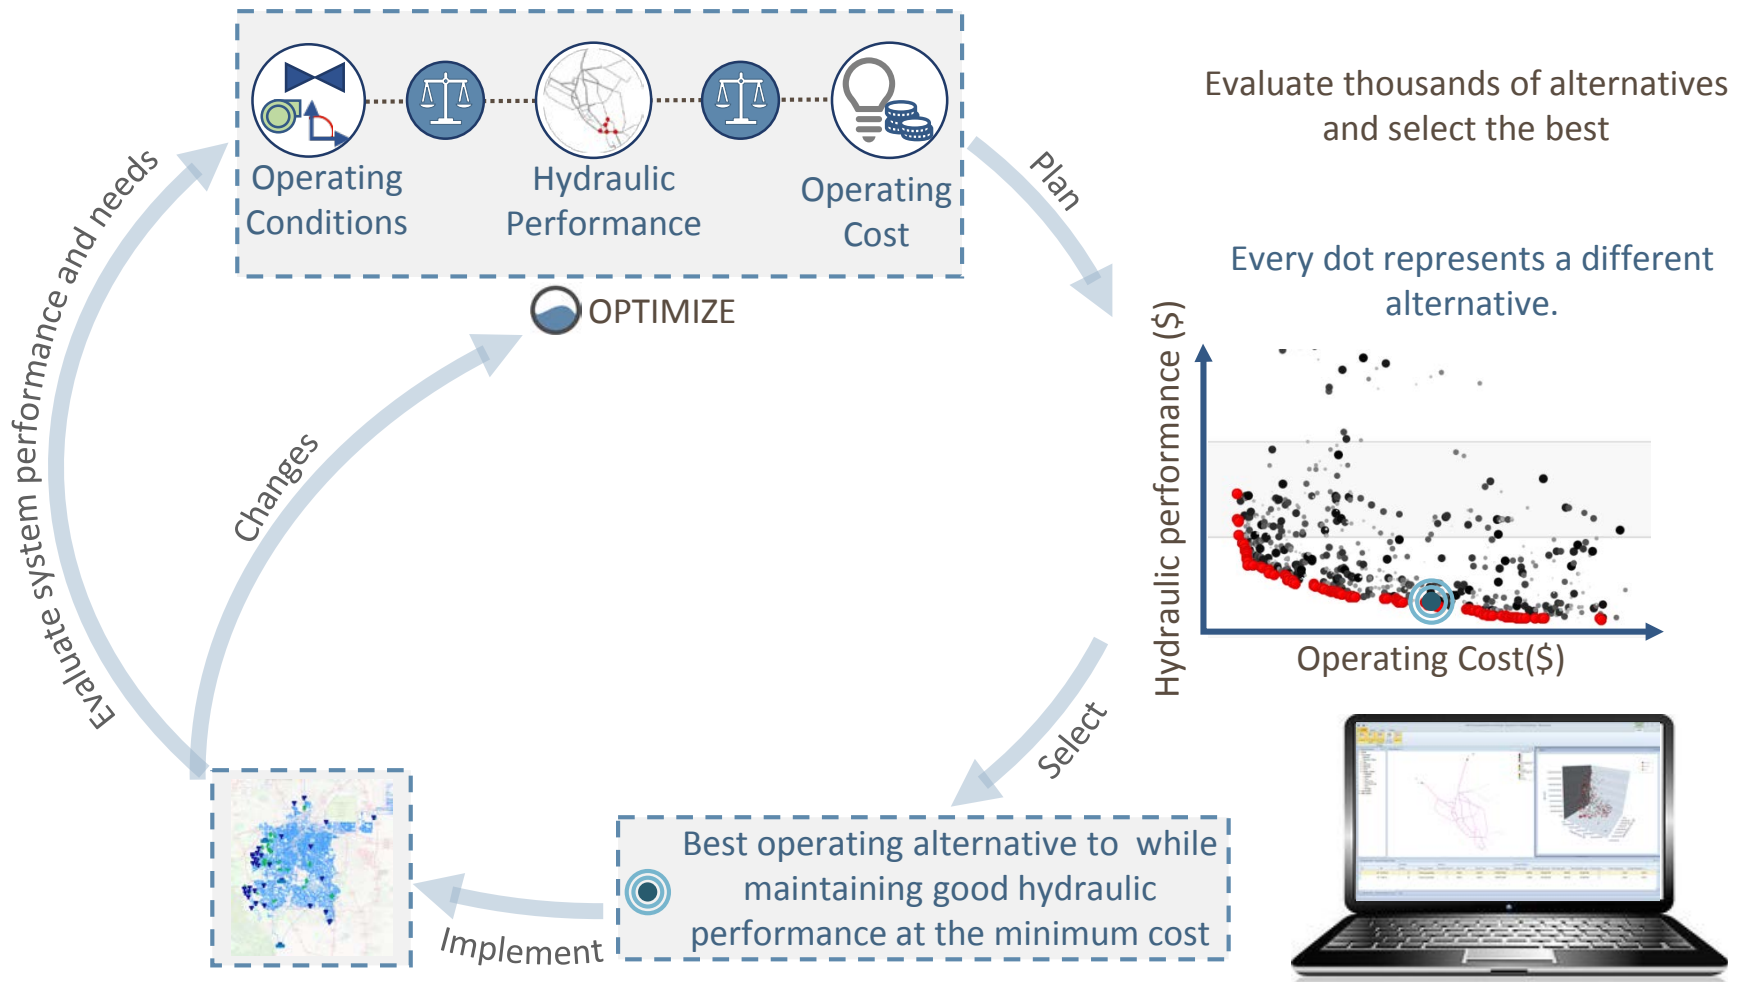 Operating
Conditions
Hydraulic
Performance
Operating
Cost
OPTIMIZE
Evaluate thousands of alternatives
and select the best
Plan
Every dot represents a different
alternative.
Hydraulic performance ($)
Operating Cost($)
Select
Best operating alternative to  while
maintaining good hydraulic
performance at the minimum cost
Implement
Changes
Evaluate system performance and needs